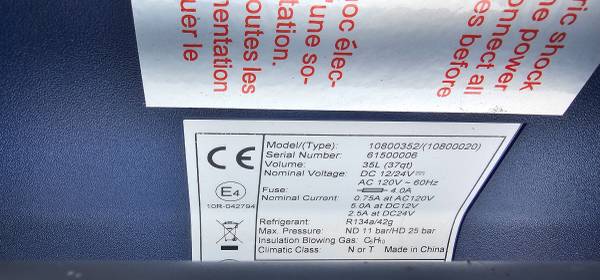 ric shock
ne power
onnect all
es before
oc élec-
'une so-
ntation.
outes les
mentation
uer le
CE
E4
10R-042794
Model/(Type): 10800352/(10800020)
Serial Number: 61500006
Volume: 35L (37qt)
Nominal Voltage: DC 12/24V⎓
AC 120V ~ 60Hz
Fuse: 4.0A
Nominal Current: 0.75A at AC120V
5.0A at DC12V
2.5A at DC24V
Refrigerant: R134a/42g
Max. Pressure: ND 11 bar/HD 25 bar
Insulation Blowing Gas: C₅H₁₀
Climatic Class: N or T Made in China